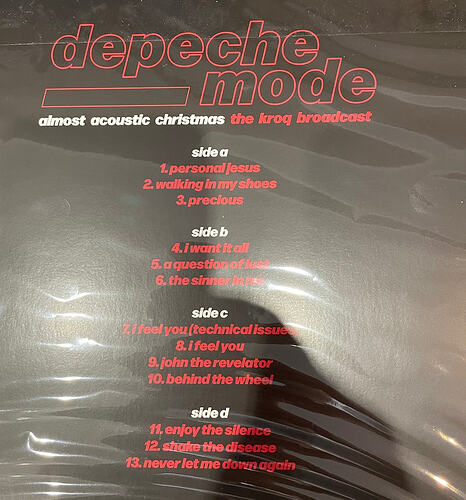 depeche
mode
almost acoustic christmas the kroq broadcast
side a
1. personal jesus
2. walking in my shoes
3. precious
side b
4. i want it all
5. a question of lust
6. the sinner in me
side c
7. i feel you (technical issues)
8. i feel you
9. john the revelator
10. behind the wheel
side d
11. enjoy the silence
12. shake the disease
13. never let me down again